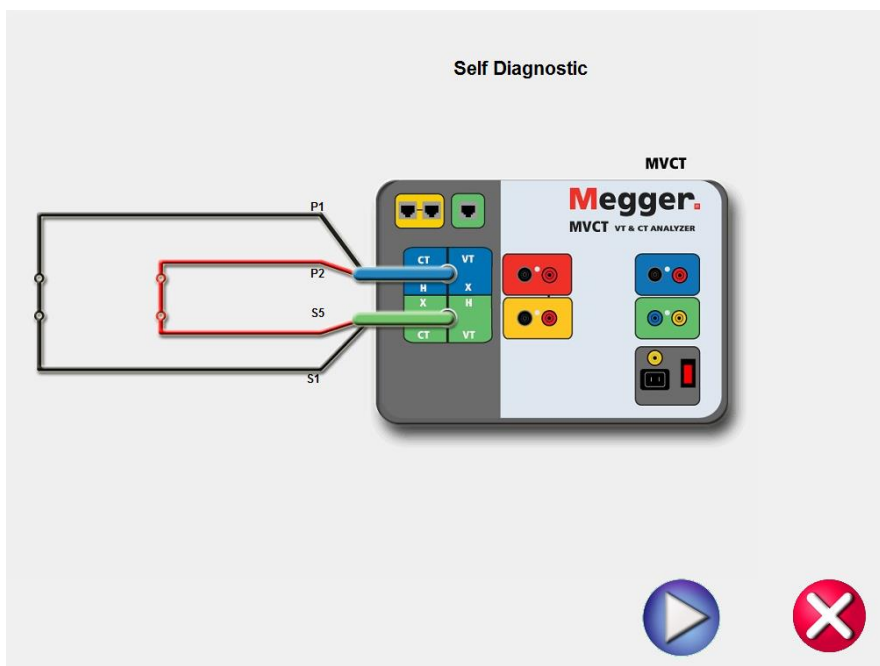 Self Diagnostic
MVCT
P1
Megger.
MVCT VT & CT ANALYZER
CT VT
P2
H X
X H
S5
CT VT
S1